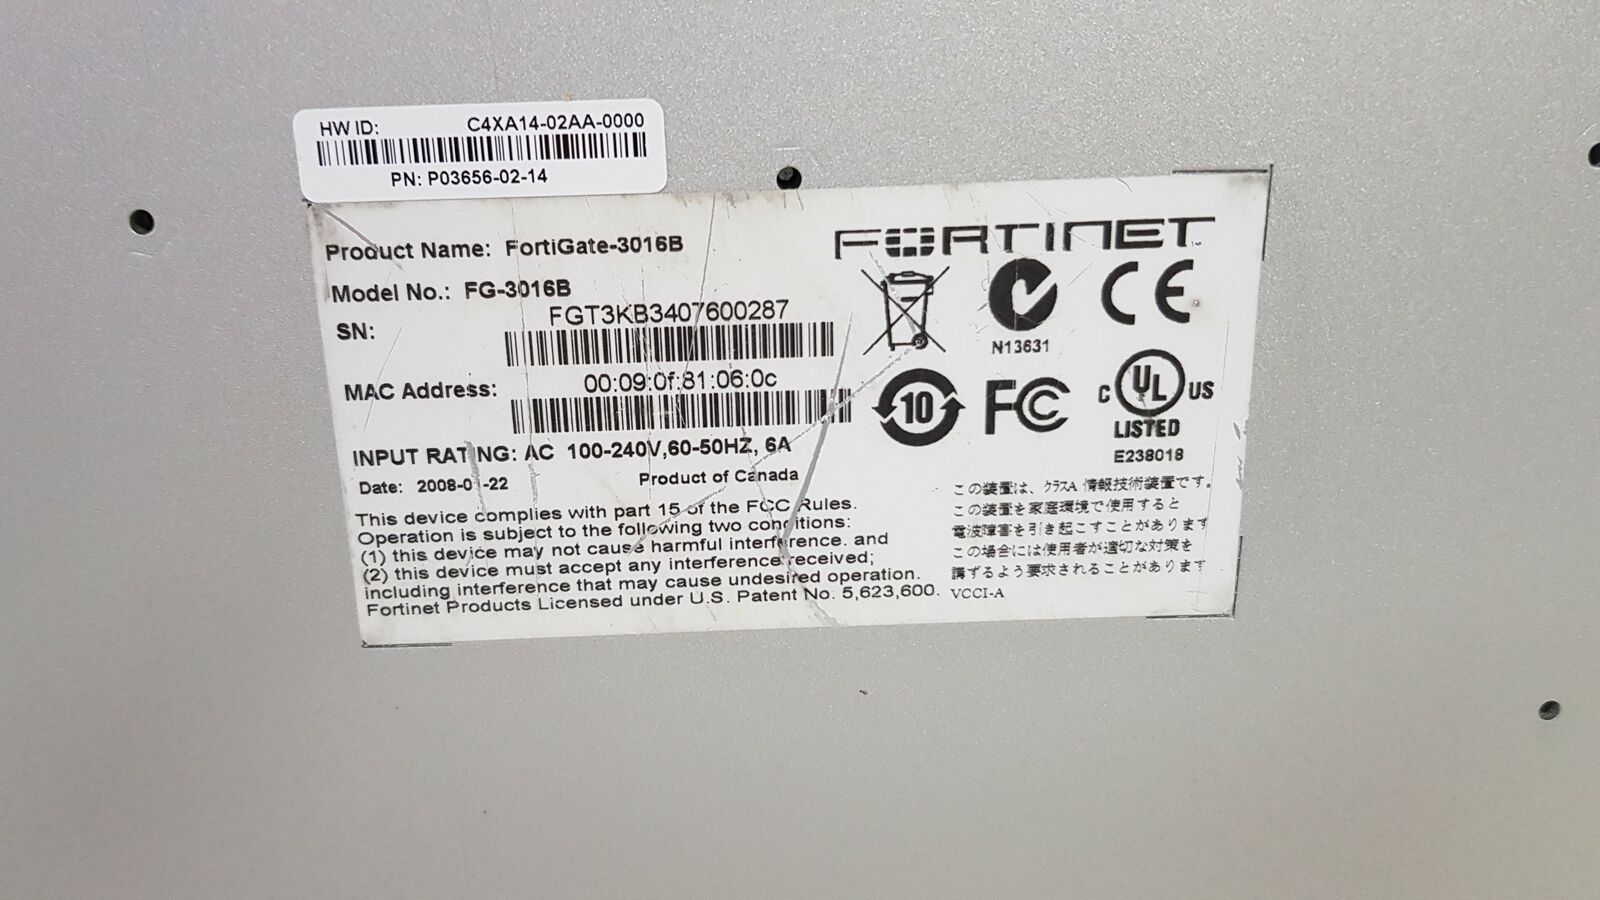 HW ID: C4XA14-02AA-0000
PN: P03656-02-14
Product Name: FortiGate-3016B
FORTINET
Model No.: FG-3016B
SN: FGT3KB3407600287
N13631
MAC Address: 00:09:0f:81:06:0c
10
FC
C UL US
LISTED
E238018
INPUT RATING: AC 100-240V,60-50HZ, 6A
Date: 2008-01-22
Product of Canada
This device complies with part 15 of the FCC Rules.
Operation is subject to the following two conditions:
(1) this device may not cause harmful interference. and
(2) this device must accept any interference received;
including interference that may cause undesired operation.
Fortinet Products Licensed under U.S. Patent No. 5,623,600.
この装置は、クラスA 情報技術装置です。
この装置を家庭環境で使用すると
電波障害を引き起こすことがあります
この場合には使用者が適切な対策を
講ずるよう要求されることがあります
VCCI-A